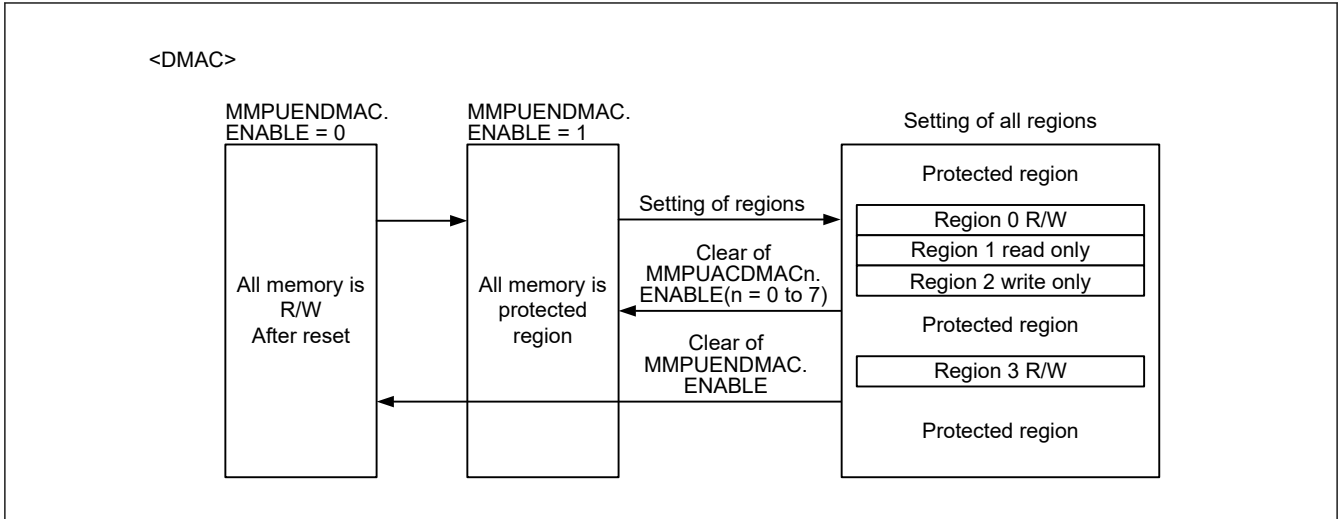 <DMAC>
MMPUENDMAC.
ENABLE = 0
MMPUENDMAC.
ENABLE = 1
Setting of all regions
All memory is
R/W
After reset
All memory is
protected
region
Setting of regions
Clear of
MMPUACDMACn.
ENABLE(n = 0 to 7)
Clear of
MMPUENDMAC.
ENABLE
Protected region
Region 0 R/W
Region 1 read only
Region 2 write only
Protected region
Region 3 R/W
Protected region